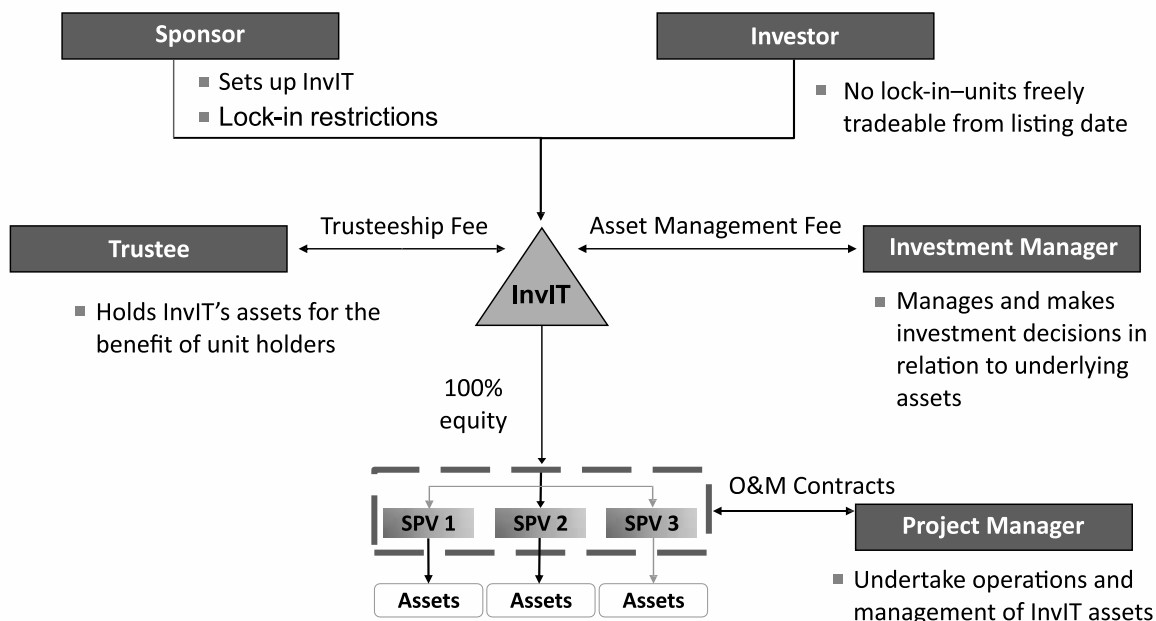 Sponsor
Investor
Sets up InvIT
Lock-in restrictions
No lock-in–units freely
tradeable from listing date
Trusteeship Fee
Asset Management Fee
Trustee
InvIT
Investment Manager
Holds InvIT’s assets for the
benefit of unit holders
Manages and makes
investment decisions in
relation to underlying
assets
100%
equity
O&M Contracts
SPV 1
SPV 2
SPV 3
Project Manager
Assets
Assets
Assets
Undertake operations and
management of InvIT assets